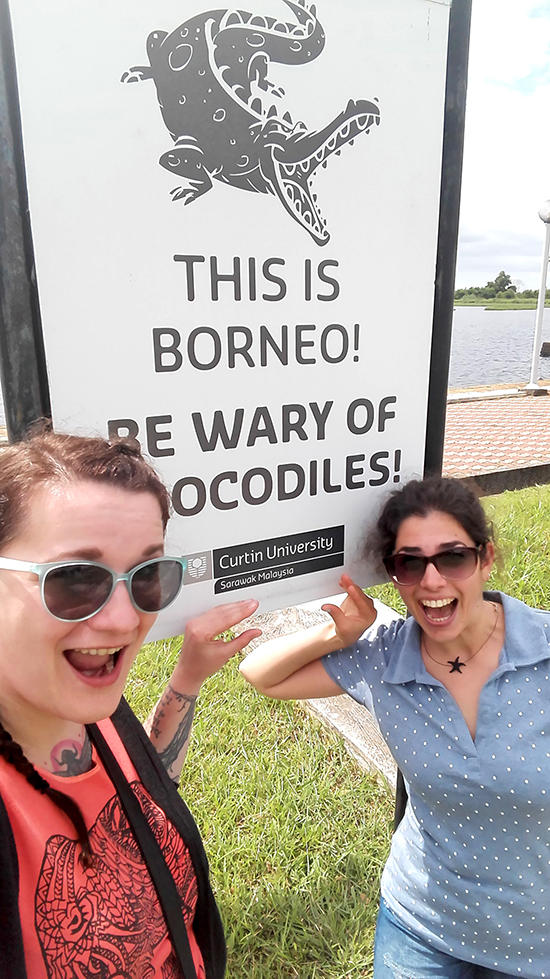 THIS IS
BORNEO!
BE WARY OF
OCODILES!
Curtin University
Sarawak Malaysia